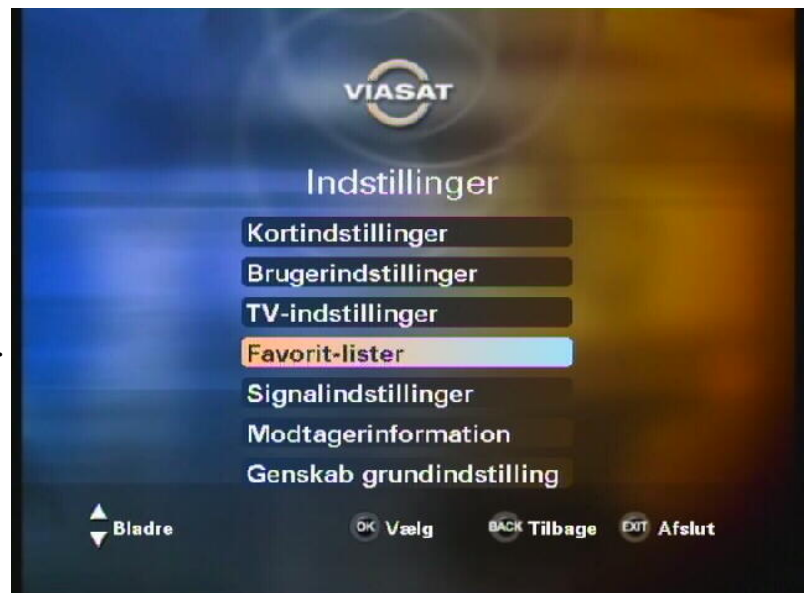 VIASAT
Indstillinger
Kortindstillinger
Brugerindstillinger
TV-indstillinger
Favorit-lister
Signalindstillinger
Modtagerinformation
Genskab grundindstilling
Bladre OK Vælg BACK Tilbage EXIT Afslut